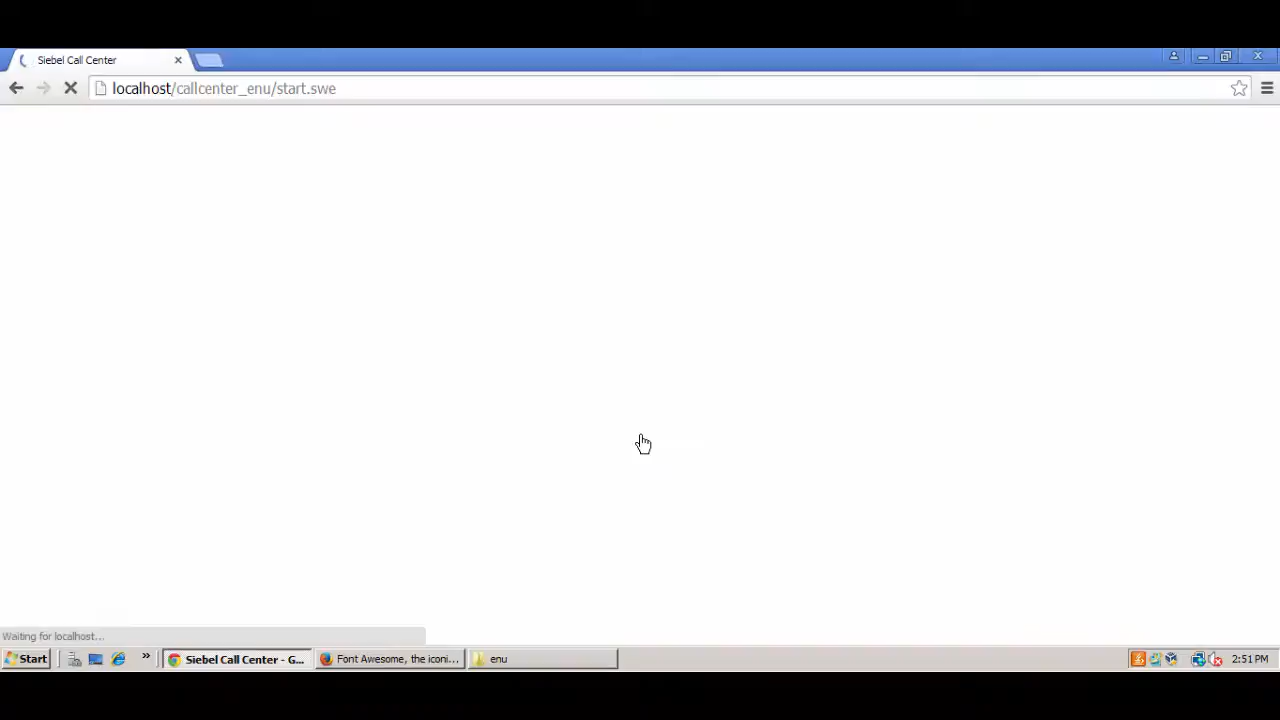 Siebel Call Center
localhost/callcenter_enu/start.swe
Waiting for localhost...
Start
»
Siebel Call Center - G...
Font Awesome, the iconi...
enu
2:51 PM